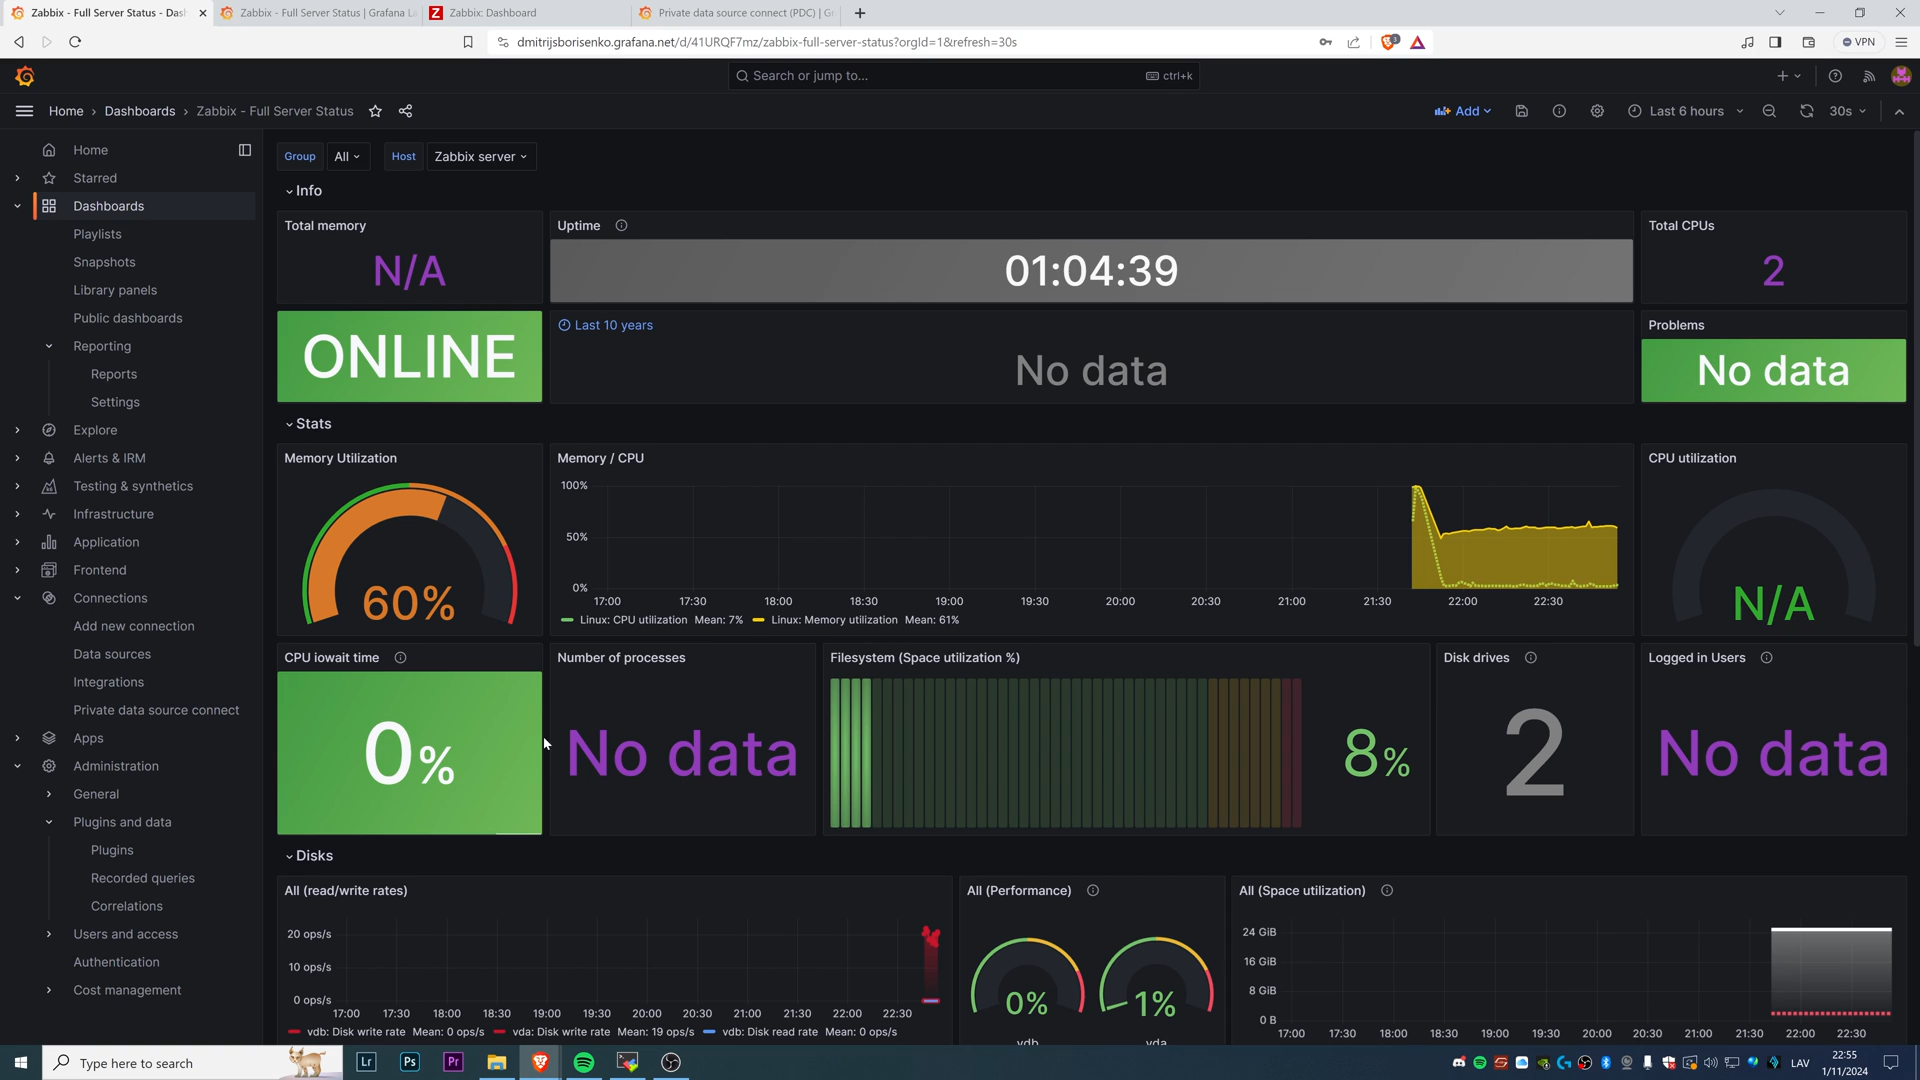 Zabbix - Full Server Status - Das
Zabbix - Full Server Status | Grafana La
Z Zabbix: Dashboard
Private data source connect (PDC) | Gr
dmitrijsborisenko.grafana.net/d/41URQF7mz/zabbix-full-server-status?orgId=1&refresh=30s
VPN
Search or jump to...
ctrl+k
Home
Dashboards
Zabbix - Full Server Status
Add
Last 6 hours
30s
Home
Starred
Dashboards
Playlists
Snapshots
Library panels
Public dashboards
Reporting
Reports
Settings
Explore
Alerts & IRM
Testing & synthetics
Infrastructure
Application
Frontend
Connections
Add new connection
Data sources
Integrations
Private data source connect
Apps
Administration
General
Plugins and data
Plugins
Recorded queries
Correlations
Users and access
Authentication
Cost management
Group All Host Zabbix server
Info
Total memory
N/A
Uptime
01:04:39
Total CPUs
2
ONLINE
Last 10 years
No data
Problems
No data
Stats
Memory Utilization
60%
Memory / CPU
100%
50%
0%
17:00 17:30 18:00 18:30 19:00 19:30 20:00 20:30 21:00 21:30 22:00 22:30
Linux: CPU utilization Mean: 7% Linux: Memory utilization Mean: 61%
CPU utilization
N/A
CPU iowait time
0%
Number of processes
No data
Filesystem (Space utilization %)
8%
Disk drives
2
Logged in Users
No data
Disks
All (read/write rates)
20 ops/s
10 ops/s
0 ops/s
17:00 17:30 18:00 18:30 19:00 19:30 20:00 20:30 21:00 21:30 22:00 22:30
vdb: Disk write rate Mean: 0 ops/s vda: Disk write rate Mean: 19 ops/s vdb: Disk read rate Mean: 0 ops/s
All (Performance)
0%
1%
vdb
vda
All (Space utilization)
24 GiB
16 GiB
8 GiB
0 B
17:00 17:30 18:00 18:30 19:00 19:30 20:00 20:30 21:00 21:30 22:00 22:30
Type here to search
Lr
Ps
Pr
LAV
22:55
1/11/2024